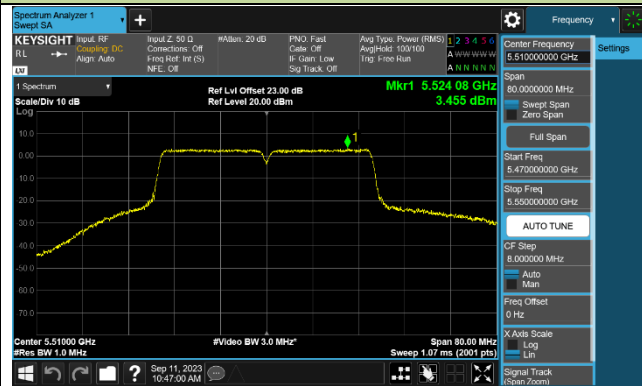 Spectrum Analyzer 1
Swept SA
+
Frequency
KEYSIGHT
RL
LXI
Input: RF
Coupling: DC
Align: Auto
Input Z: 50 Ω
Corrections: Off
Freq Ref: Int (S)
NFE: Off
#Atten: 20 dB
PNO: Fast
Gate: Off
IF Gain: Low
Sig Track: Off
Avg Type: Power (RMS)
Avg|Hold: 100/100
Trig: Free Run
1 2 3 4 5 6
A W W W W W
A N N N N N
1 Spectrum
Scale/Div 10 dB
Log
Ref Lvl Offset 23.00 dB
Ref Level 20.00 dBm
Mkr1 5.524 08 GHz
3.455 dBm
1
10.0
0.00
-10.0
-20.0
-30.0
-40.0
-50.0
-60.0
-70.0
Center 5.51000 GHz
#Res BW 1.0 MHz
#Video BW 3.0 MHz*
Span 80.00 MHz
Sweep 1.07 ms (2001 pts)
Sep 11, 2023
10:47:00 AM
?
Center Frequency
5.510000000 GHz
Span
80.0000000 MHz
Swept Span
Zero Span
Full Span
Start Freq
5.470000000 GHz
Stop Freq
5.550000000 GHz
AUTO TUNE
CF Step
8.000000 MHz
Auto
Man
Freq Offset
0 Hz
X Axis Scale
Log
Lin
Signal Track
(Span Zoom)
Settings